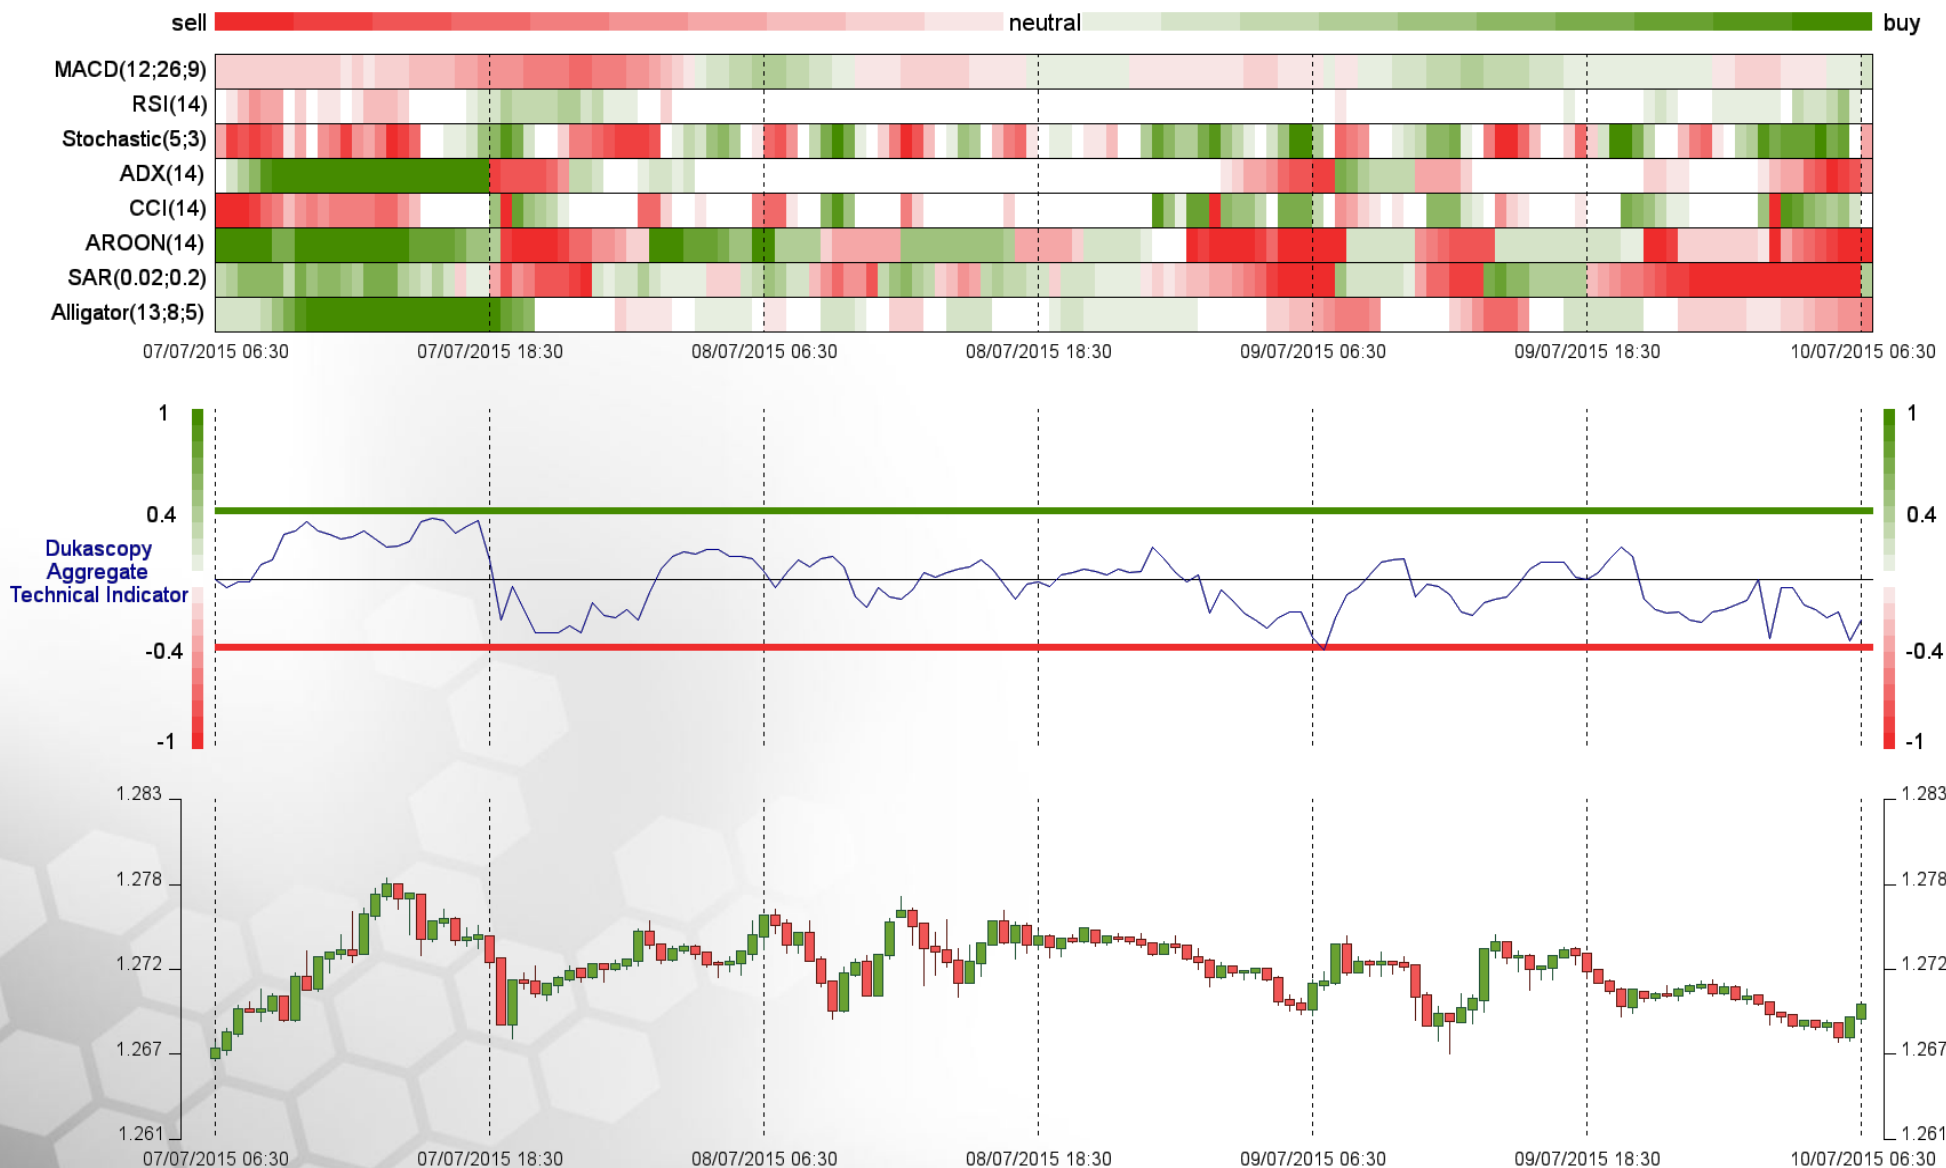 sell neutral buy
MACD(12;26;9)
RSI(14)
Stochastic(5;3)
ADX(14)
CCI(14)
AROON(14)
SAR(0.02;0.2)
Alligator(13;8;5)
07/07/2015 06:30 07/07/2015 18:30 08/07/2015 06:30 08/07/2015 18:30 09/07/2015 06:30 09/07/2015 18:30 10/07/2015 06:30
1 1
0.4 0.4
Dukascopy
Aggregate
Technical Indicator
-0.4 -0.4
-1 -1
1.283 1.283
1.278 1.278
1.272 1.272
1.267 1.267
1.261 1.261
07/07/2015 06:30 07/07/2015 18:30 08/07/2015 06:30 08/07/2015 18:30 09/07/2015 06:30 09/07/2015 18:30 10/07/2015 06:30